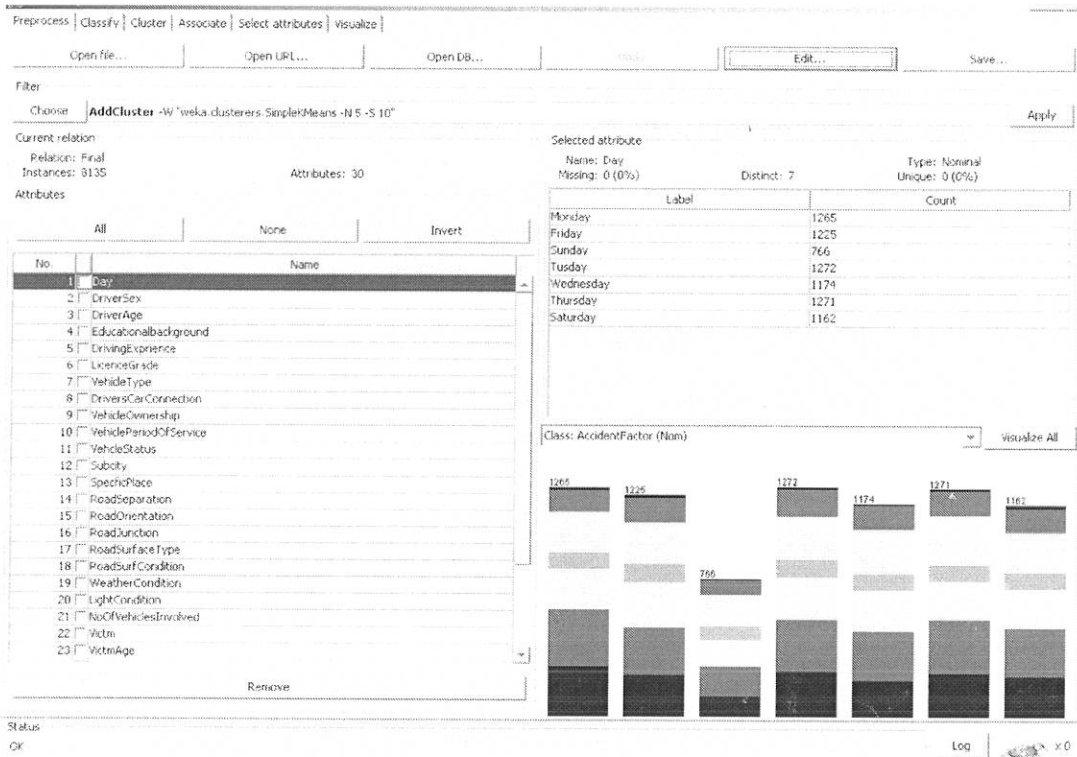 Preprocess Classify Cluster Associate Select attributes Visualize
Open file... Open URL... Open DB... Edit... Save...
Filter
Choose AddCluster -W "weka.clusterers.SimpleKMeans -N 5 -S 10" Apply
Current relation
Relation: Final
Instances: 8135 Attributes: 30
Attributes
All None Invert
No. Name
1 Day
2 DriverSex
3 DriverAge
4 Educationalbackground
5 DrivingExprience
6 LicenceGrade
7 VehicleType
8 DriversCarConnection
9 VehicleOwnership
10 VehiclePeriodOfService
11 VehcleStatus
12 Subcity
13 SpecficPlace
14 RoadSeparation
15 RoadOrientation
16 RoadJunction
17 RoadSurfaceType
18 RoadSurfCondition
19 WeatherCondition
20 LightCondition
21 NoOfVehiclesInvolved
22 Victm
23 VictmAge
Remove
Selected attribute
Name: Day Type: Nominal
Missing: 0 (0%) Distinct: 7 Unique: 0 (0%)
Label Count
Monday 1265
Friday 1225
Sunday 766
Tusday 1272
Wednesday 1174
Thursday 1271
Saturday 1162
Class: AccidentFactor (Nom) Visualize All
1265 1225 766 1272 1174 1271 1162
Status
OK Log x 0